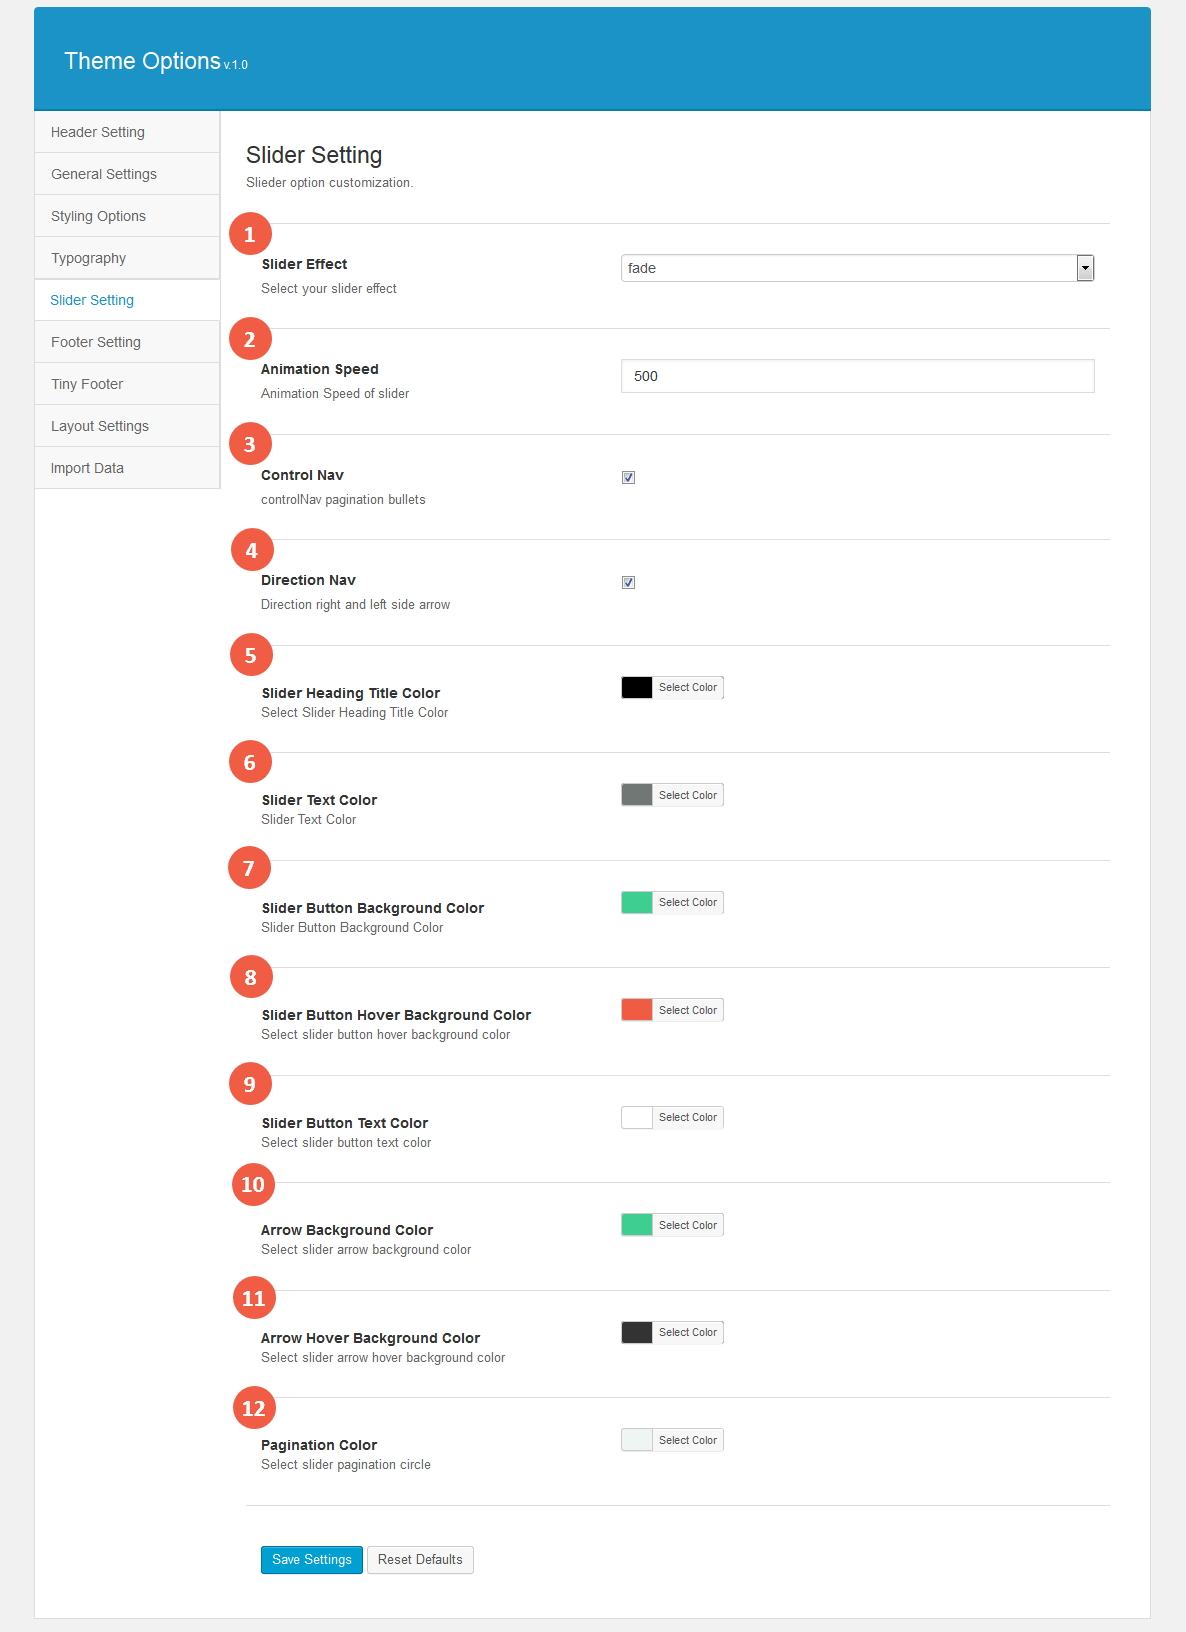 Theme Options v.1.0
Header Setting
General Settings
Styling Options
Typography
Slider Setting
Footer Setting
Tiny Footer
Layout Settings
Import Data
Slider Setting
Slieder option customization.
1
Slider Effect
Select your slider effect
fade
2
Animation Speed
Animation Speed of slider
500
3
Control Nav
controlNav pagination bullets
4
Direction Nav
Direction right and left side arrow
5
Slider Heading Title Color
Select Slider Heading Title Color
Select Color
6
Slider Text Color
Slider Text Color
Select Color
7
Slider Button Background Color
Slider Button Background Color
Select Color
8
Slider Button Hover Background Color
Select slider button hover background color
Select Color
9
Slider Button Text Color
Select slider button text color
Select Color
10
Arrow Background Color
Select slider arrow background color
Select Color
11
Arrow Hover Background Color
Select slider arrow hover background color
Select Color
12
Pagination Color
Select slider pagination circle
Select Color
Save Settings
Reset Defaults